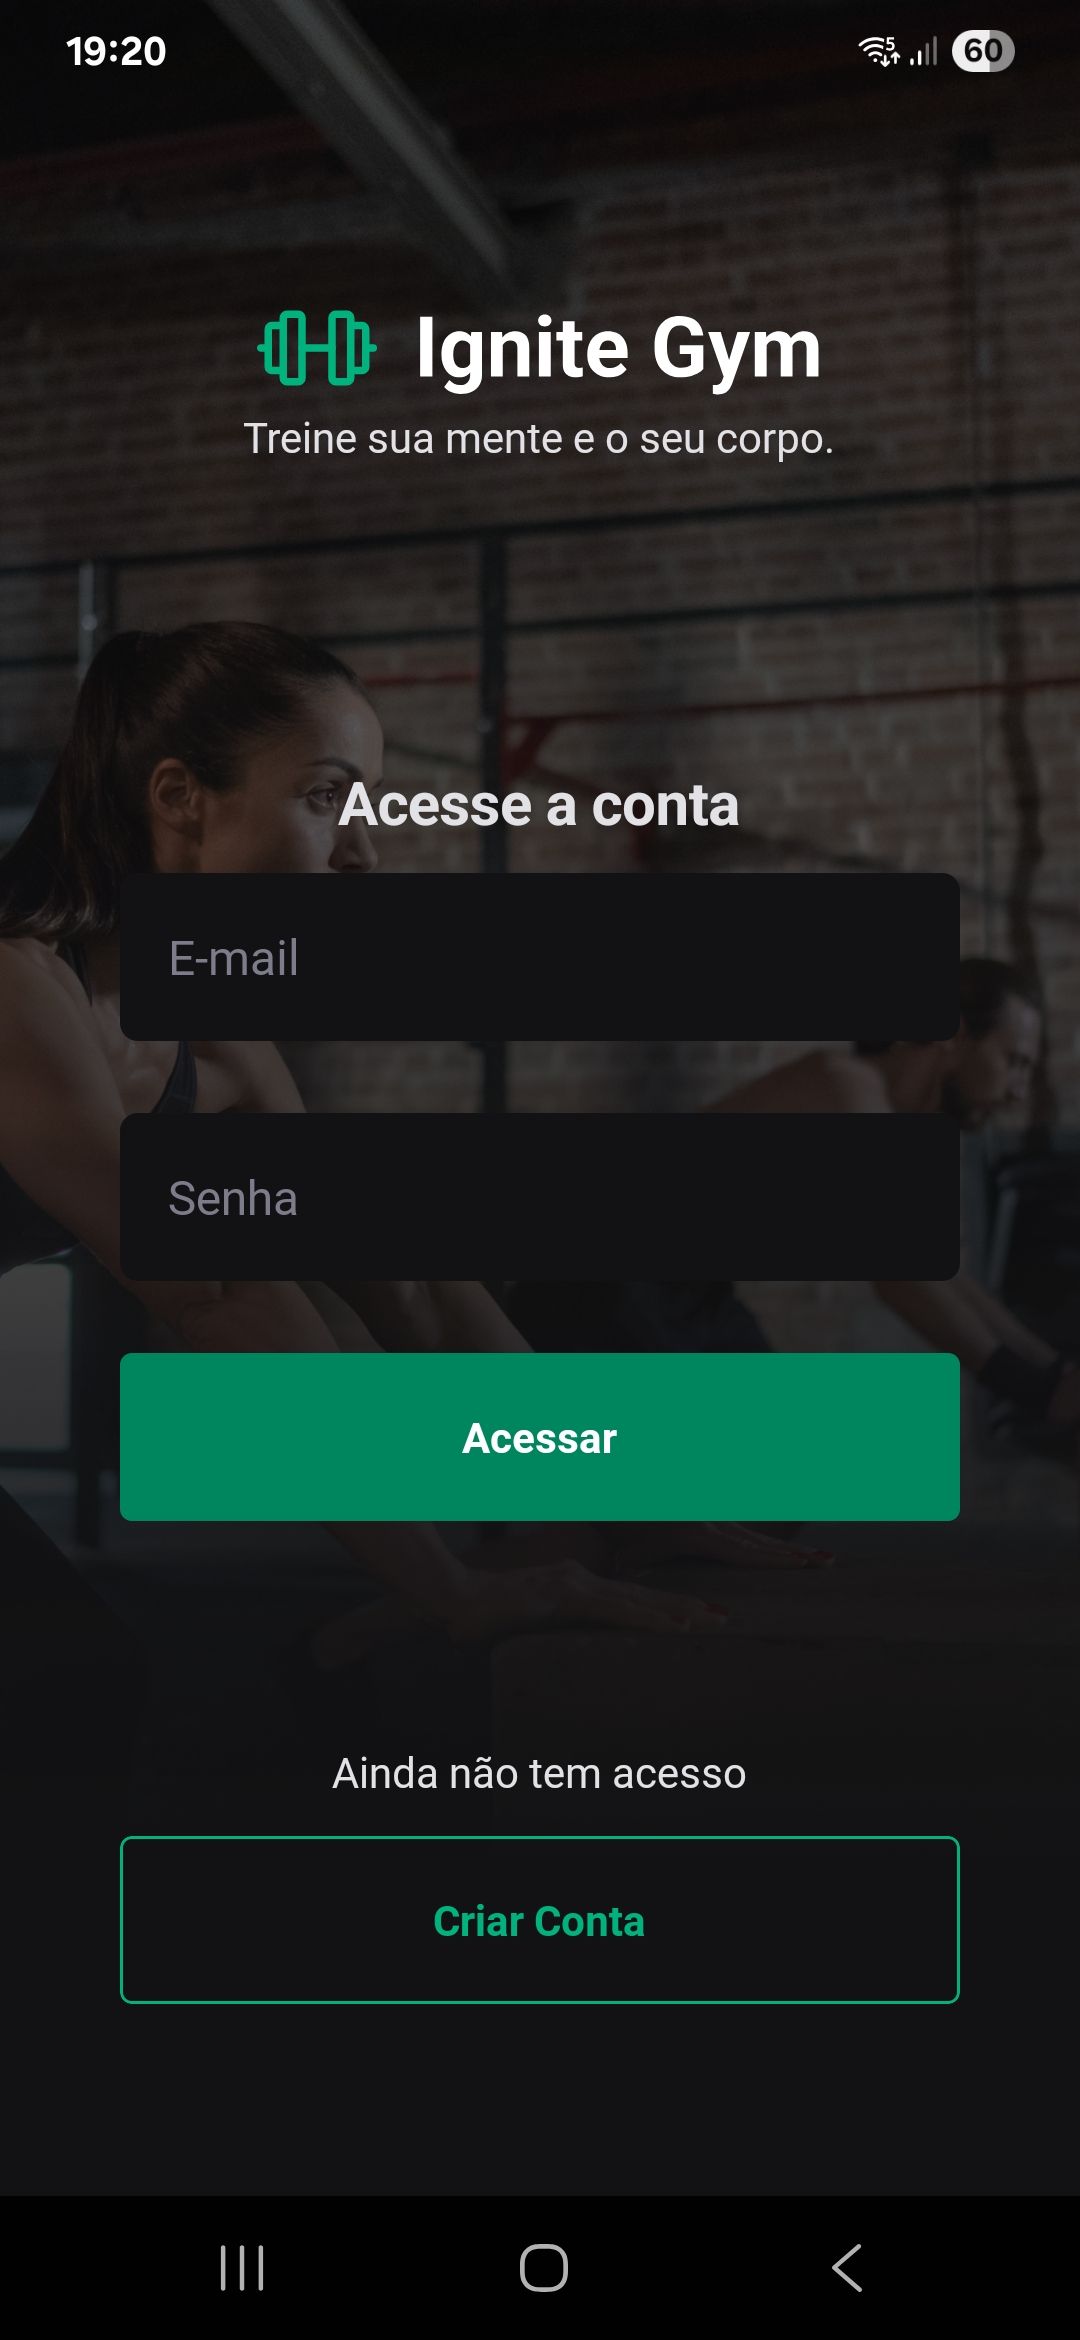 19:20
5
60
Ignite Gym
Treine sua mente e o seu corpo.
Acesse a conta
E-mail
Senha
Acessar
Ainda não tem acesso
Criar Conta